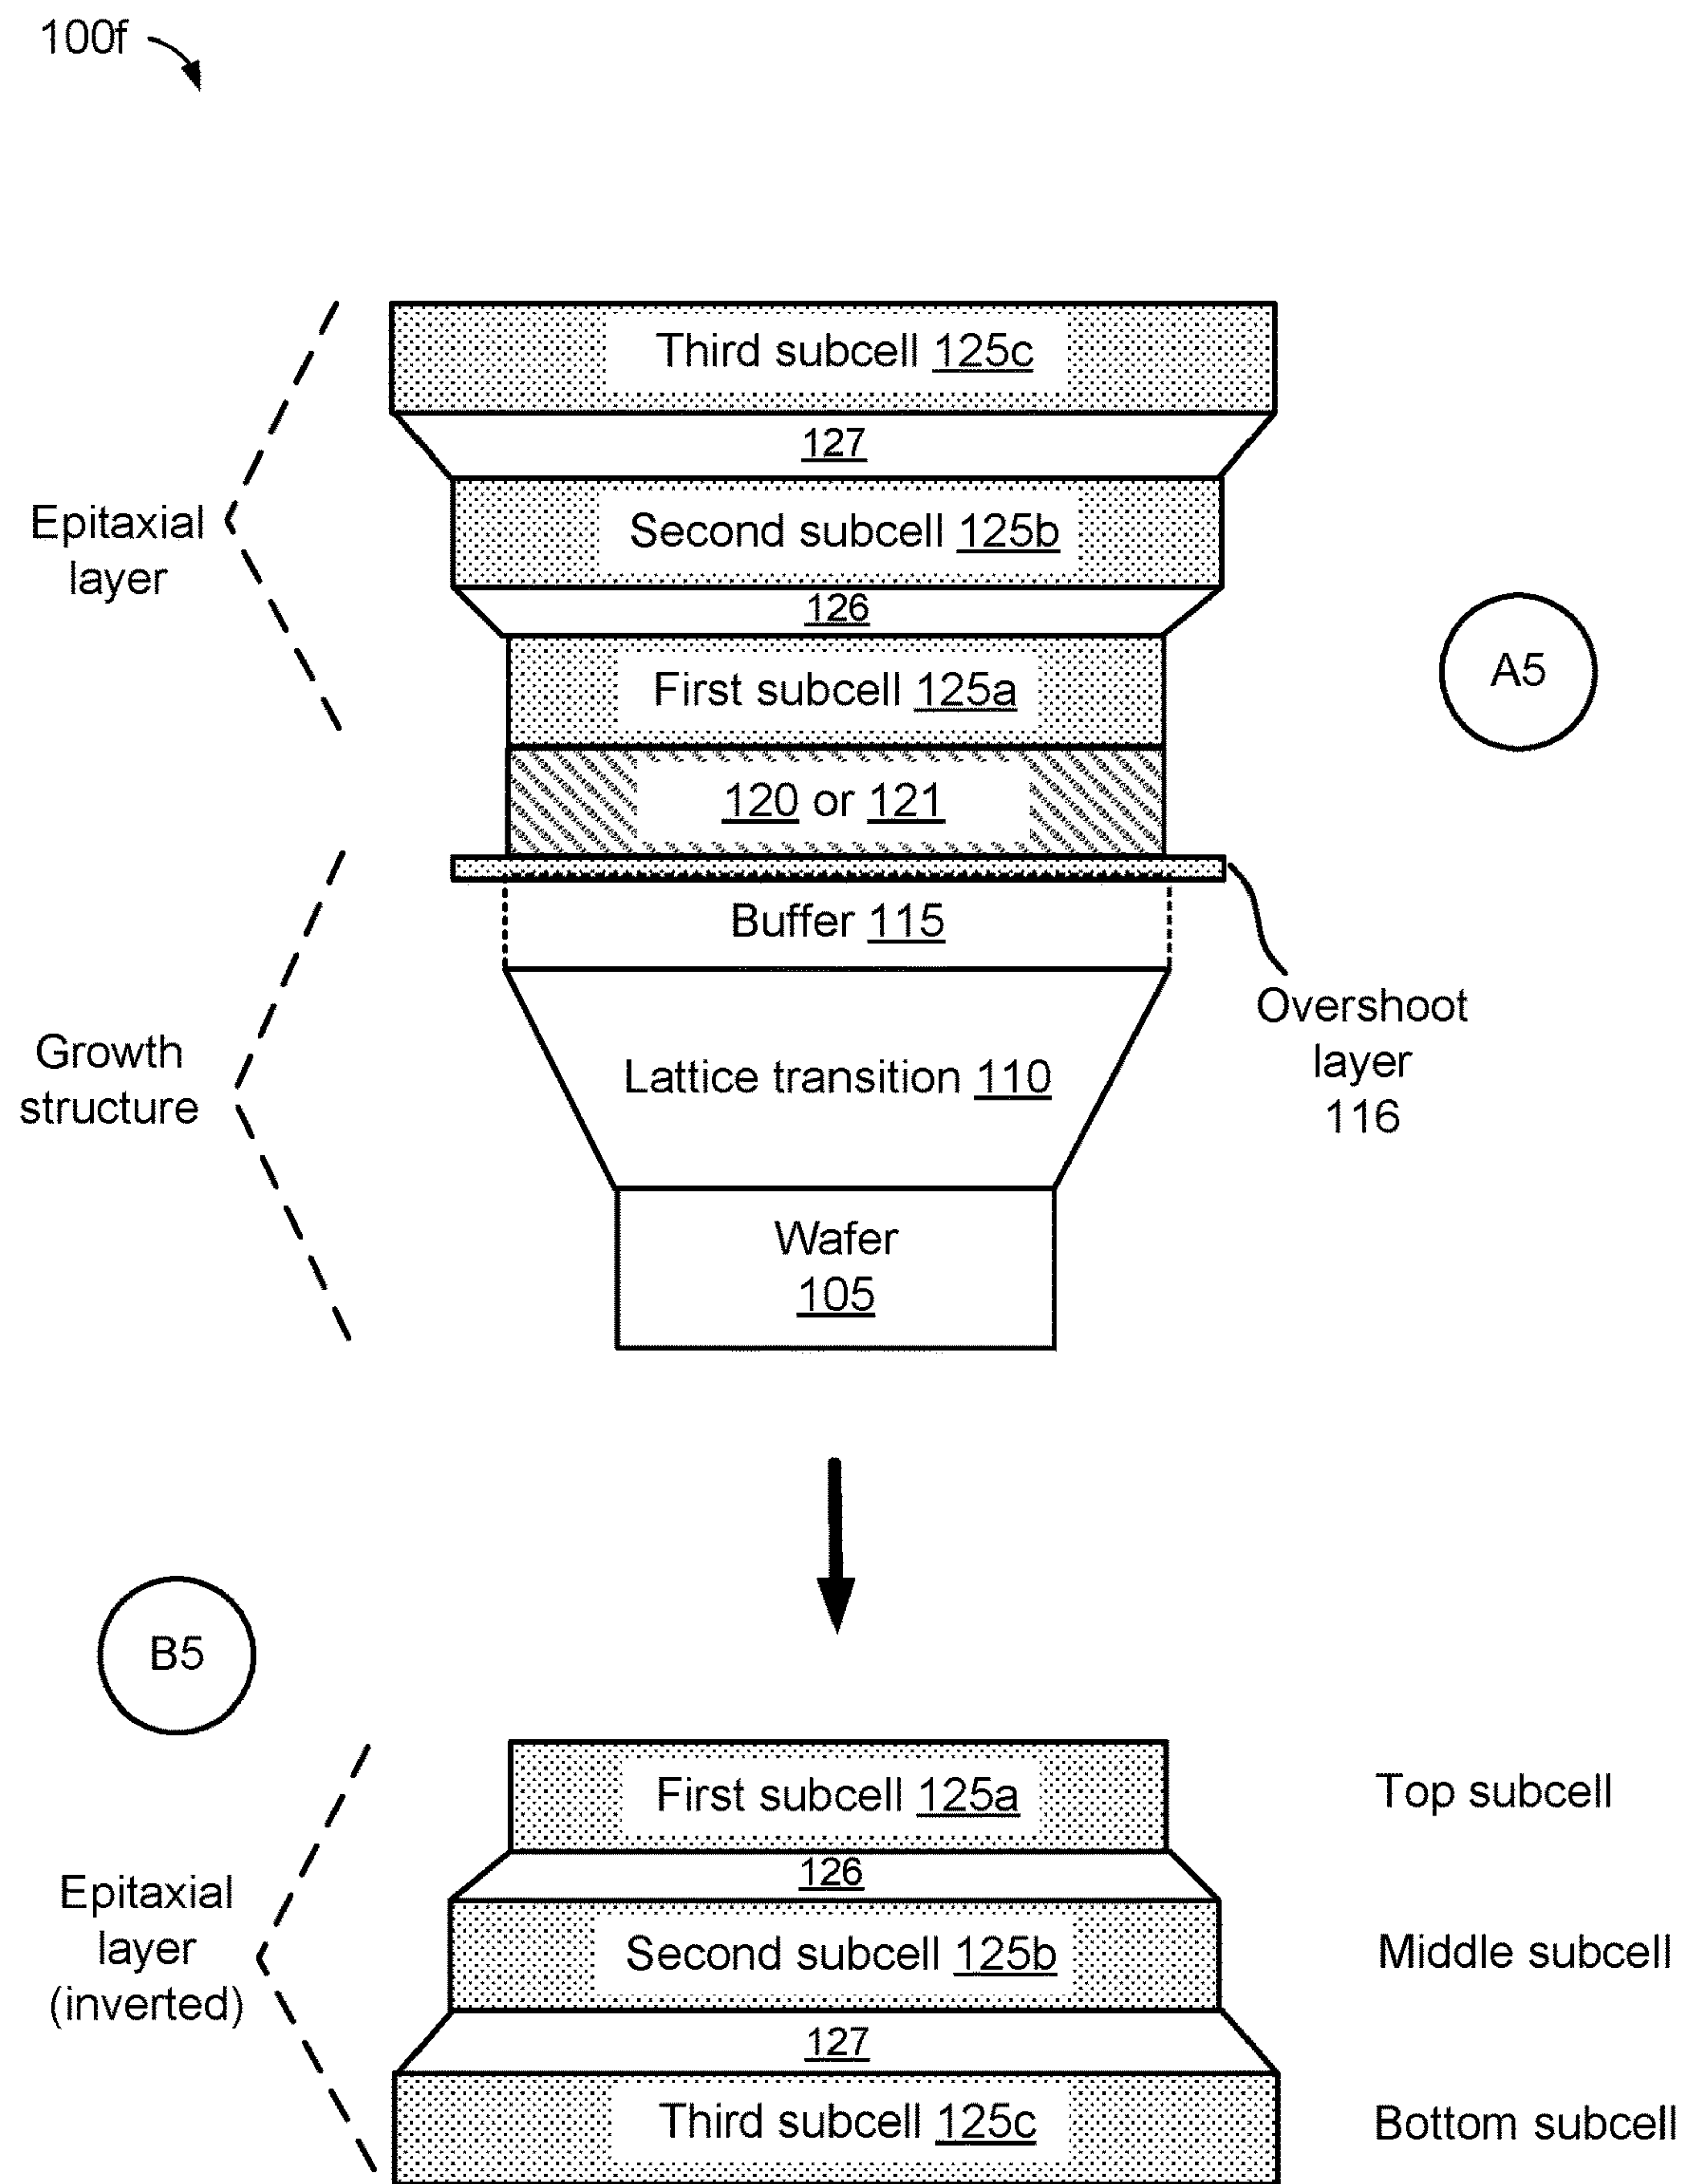 100f
Third subcell 125c
127
Second subcell 125b
126
First subcell 125a
120 or 121
Epitaxial
layer
A5
Buffer 115
Overshoot
layer
116
Lattice transition 110
Growth
structure
Wafer
105
B5
First subcell 125a
Top subcell
126
Epitaxial
layer
(inverted)
Second subcell 125b
Middle subcell
127
Third subcell 125c
Bottom subcell